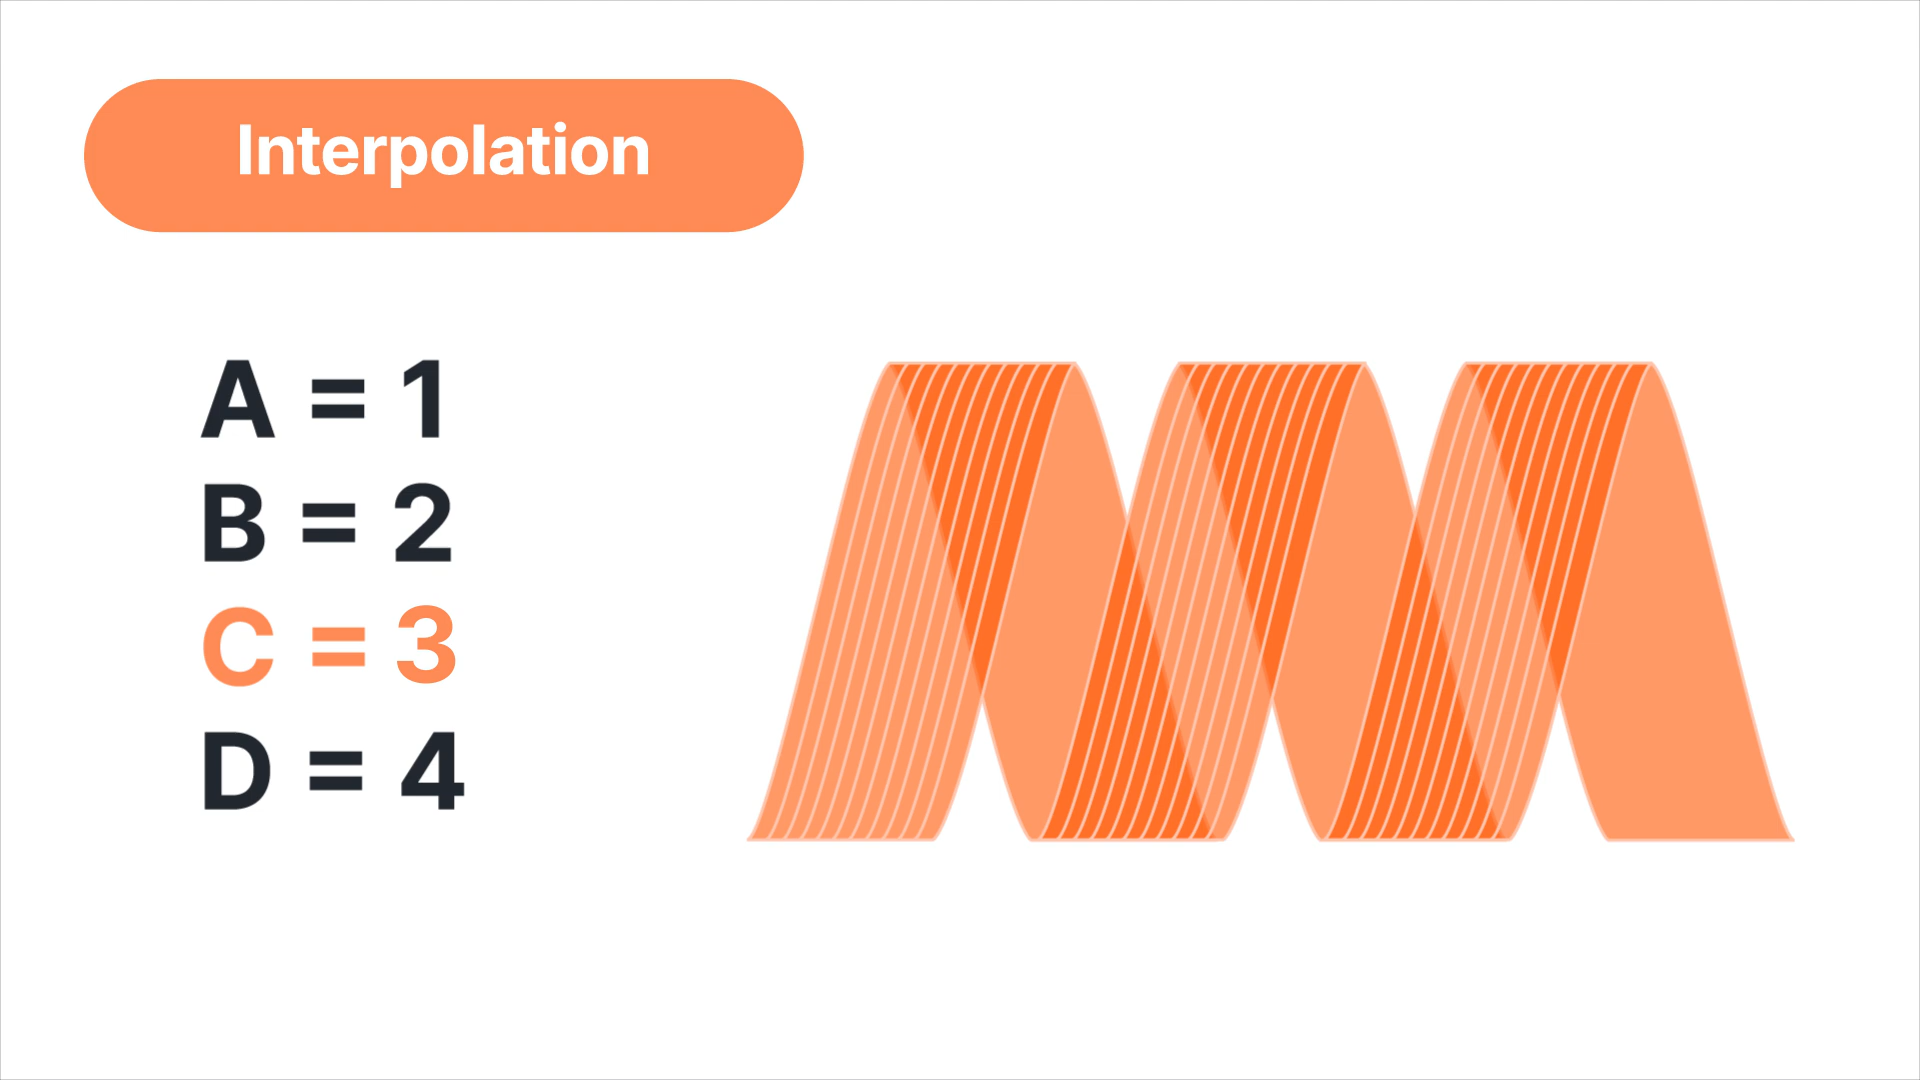 Interpolation
A = 1
B = 2
C = 3
D = 4